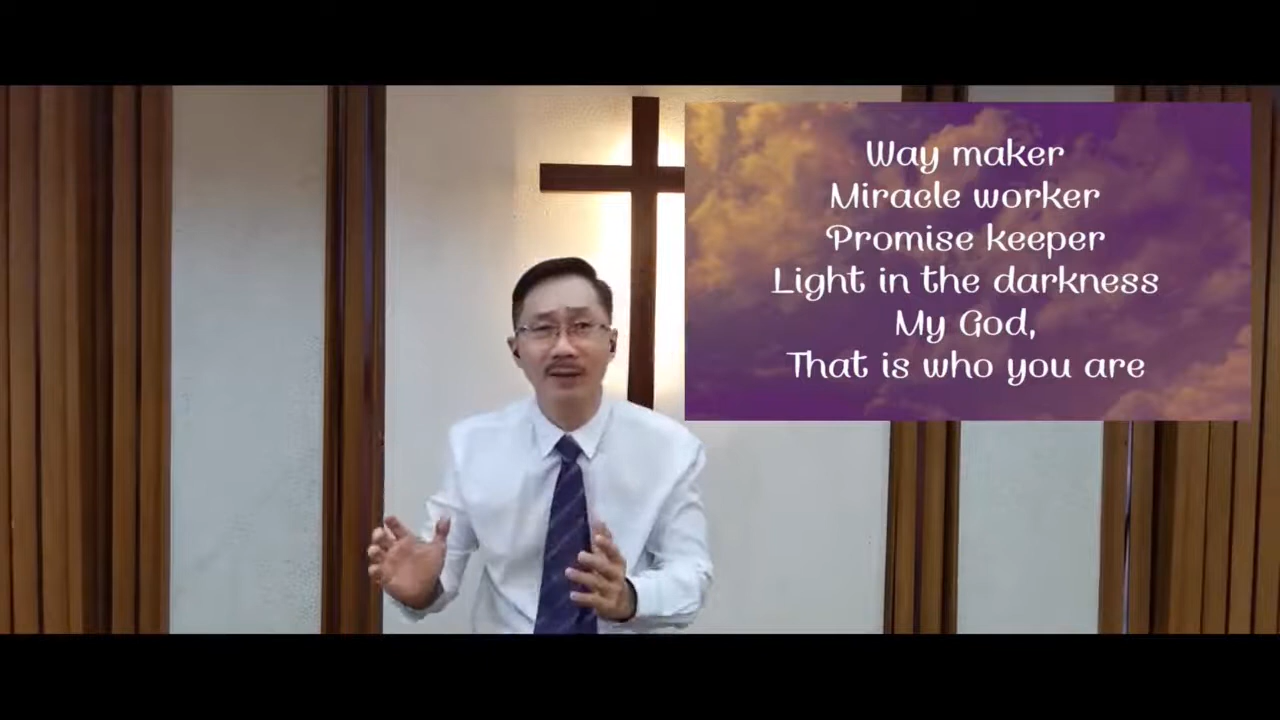 Way maker
Miracle worker
Promise keeper
Light in the darkness
My God,
That is who you are